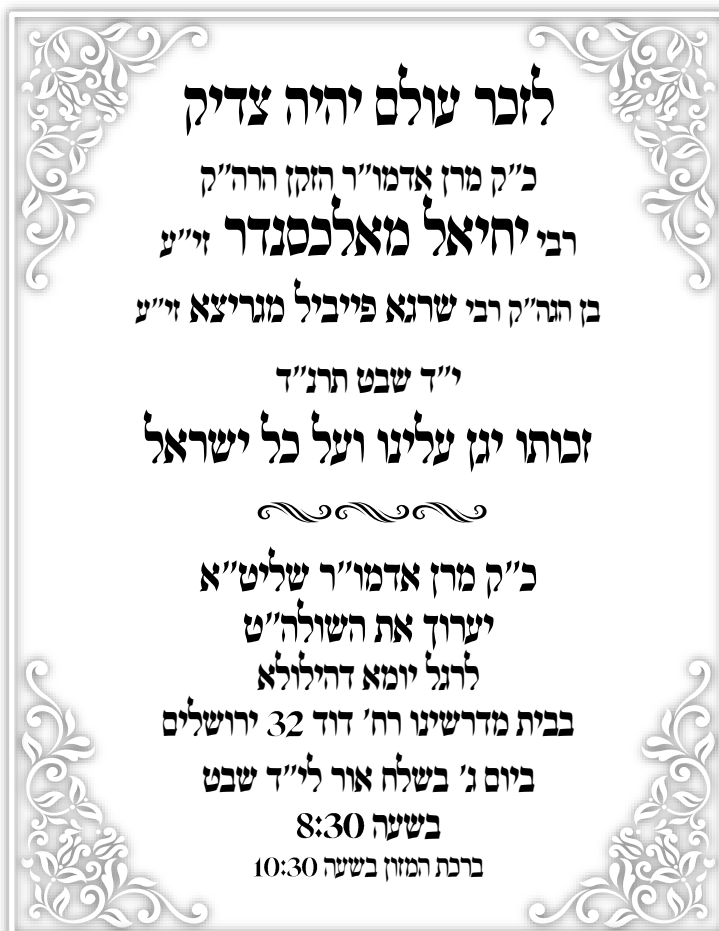 לזכר עולם יהיה צדיק
כ״ק מרן אדמו״ר הזקן הרה״ק
רבי יחיאל מאלכסנדר זי״ע
בן הגה״ק רבי שרגא פייביל מגריצא זי״ע
י״ד שבט תרנ״ד
זכותו יגן עלינו ועל כל ישראל
כ״ק מרן אדמו״ר שליט״א
יערוך את השולה״ט
לרגל יומא דהילולא
בבית מדרשינו רח׳ דוד 32 ירושלים
ביום ג׳ בשלח אור לי״ד שבט
בשעה 8:30
ברכת המזון בשעה 10:30